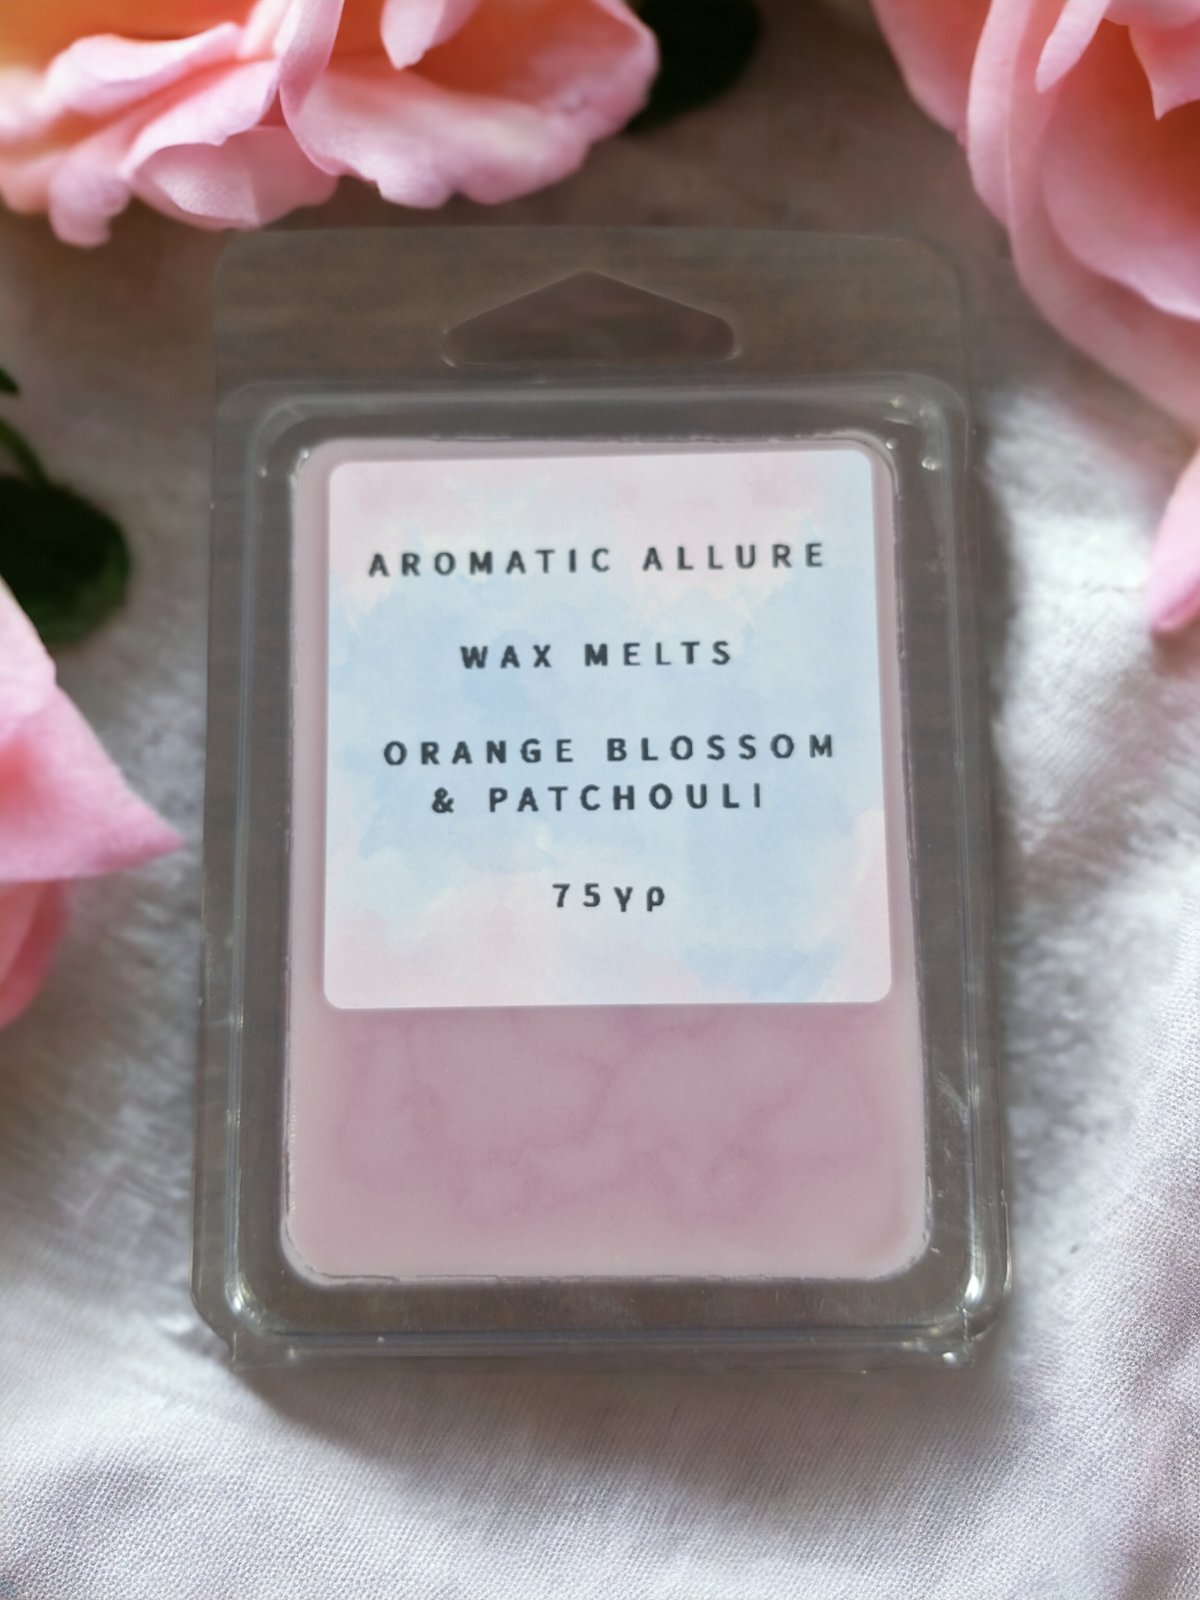 AROMATIC ALLURE
WAX MELTS
ORANGE BLOSSOM
& PATCHOULI
75γρ